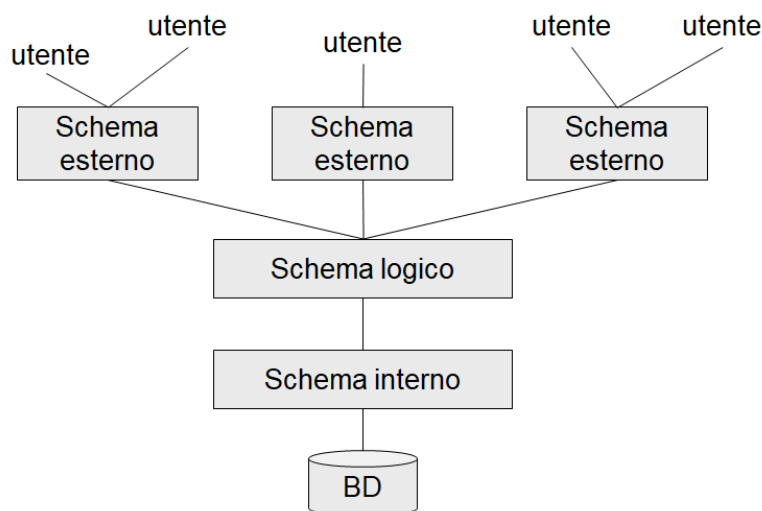 utente
utente
utente
utente
utente
Schema
esterno
Schema
esterno
Schema
esterno
Schema logico
Schema interno
BD